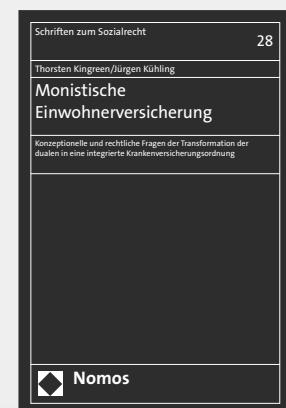 Schriften zum Sozialrecht
28
Thorsten Kingreen/Jürgen Kühling
Monistische
Einwohnerversicherung
Konzeptionelle und rechtliche Fragen der Transformation der
dualen in eine integrierte Krankenversicherungsordnung
Nomos